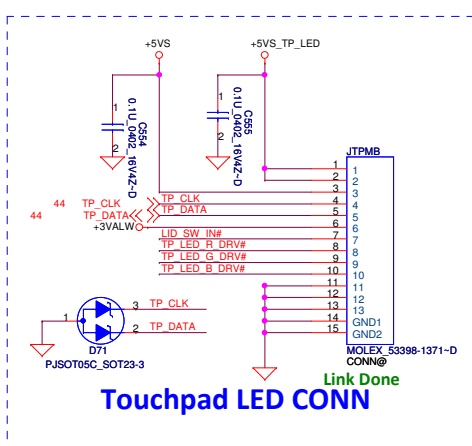 +5VS
+5VS_TP_LED
1
2
C554
0.1U_0402_16V4Z~D
1
2
C555
0.1U_0402_16V4Z~D
JTPMB
1 1
2 2
3 3
44 TP_CLK TP_CLK 4 4
44 TP_DATA TP_DATA 5 5
+3VALW 6 6
LID_SW_IN# 7 7
TP_LED_R_DRV# 8 8
TP_LED_G_DRV# 9 9
TP_LED_B_DRV# 10 10
11 11
12 12
13 13
14 GND1
15 GND2
MOLEX_53398-1371~D
CONN@
1
3 TP_CLK
2 TP_DATA
D71
PJSOT05C_SOT23-3
Link Done
Touchpad LED CONN